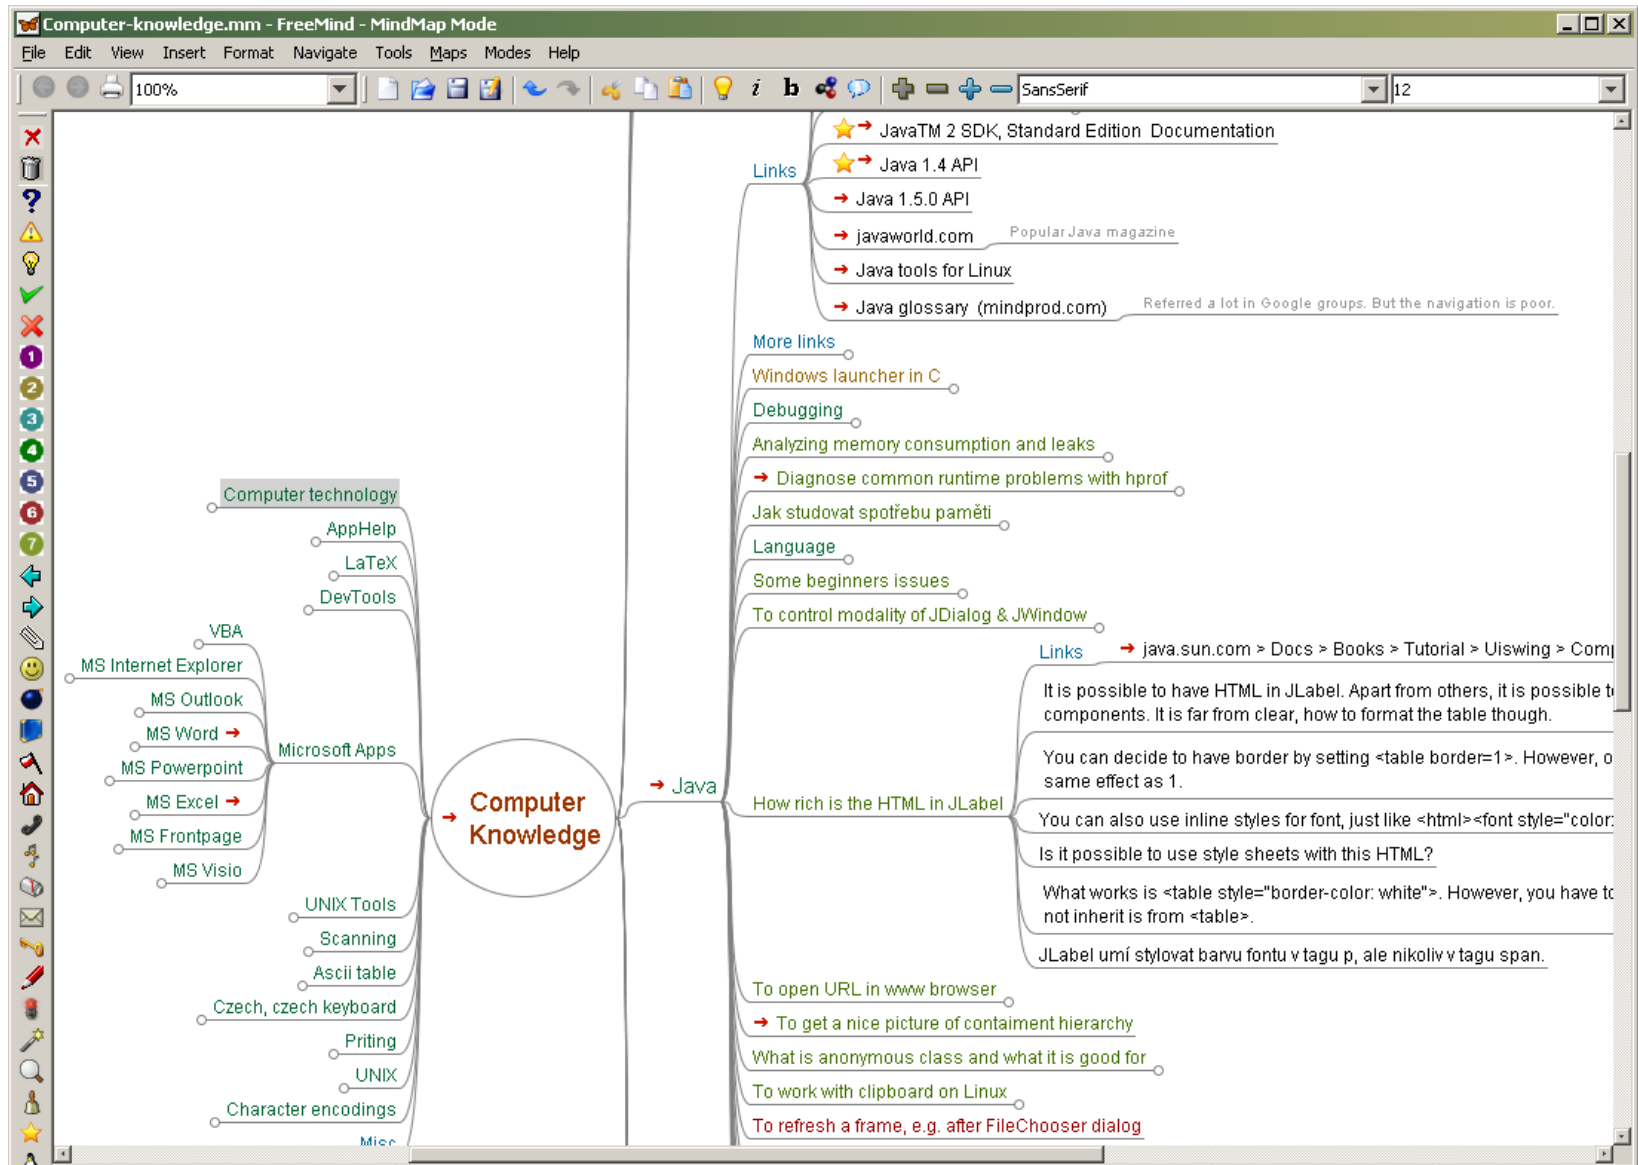 Computer-knowledge.mm - FreeMind - MindMap Mode
File Edit View Insert Format Navigate Tools Maps Modes Help
100%
i b
SansSerif
12
1
2
3
4
5
6
7
Computer technology
AppHelp
LaTeX
DevTools
VBA
MS Internet Explorer
MS Outlook
MS Word
MS Powerpoint
MS Excel
MS Frontpage
MS Visio
Microsoft Apps
UNIX Tools
Scanning
Ascii table
Czech, czech keyboard
Priting
UNIX
Character encodings
Misc
Computer
Knowledge
Java
Links
JavaTM 2 SDK, Standard Edition Documentation
Java 1.4 API
Java 1.5.0 API
javaworld.com
Popular Java magazine
Java tools for Linux
Java glossary (mindprod.com)
Referred a lot in Google groups. But the navigation is poor.
More links
Windows launcher in C
Debugging
Analyzing memory consumption and leaks
Diagnose common runtime problems with hprof
Jak studovat spotřebu paměti
Language
Some beginners issues
To control modality of JDialog & JWindow
How rich is the HTML in JLabel
Links
java.sun.com > Docs > Books > Tutorial > Uiswing > Comp
It is possible to have HTML in JLabel. Apart from others, it is possible t
components. It is far from clear, how to format the table though.
You can decide to have border by setting <table border=1>. However, o
same effect as 1.
You can also use inline styles for font, just like <html><font style="color:
Is it possible to use style sheets with this HTML?
What works is <table style="border-color: white">. However, you have to
not inherit is from <table>.
JLabel umí stylovat barvu fontu v tagu p, ale nikoliv v tagu span.
To open URL in www browser
To get a nice picture of contaiment hierarchy
What is anonymous class and what it is good for
To work with clipboard on Linux
To refresh a frame, e.g. after FileChooser dialog